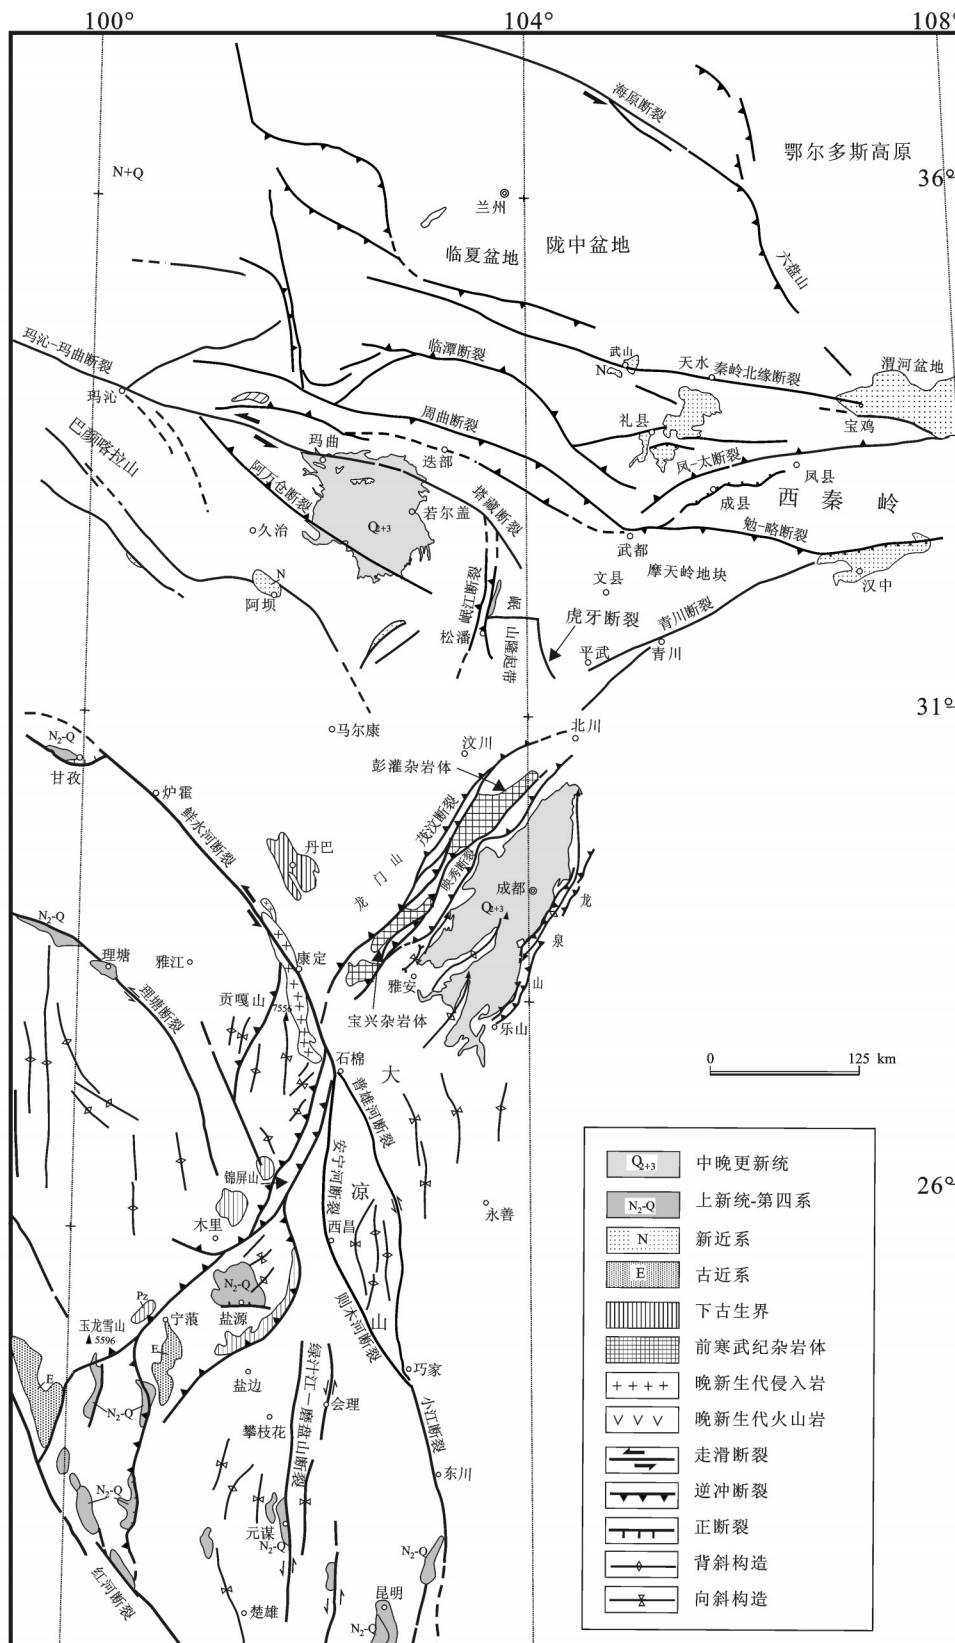 100°
104°
108°
海原断裂
鄂尔多斯高原
N+Q
36°
兰州
临夏盆地
陇中盆地
六盘山
玛沁-玛曲断裂
临潭断裂
武山
N
天水
秦岭北缘断裂
渭河盆地
玛沁
周曲断裂
礼县
宝鸡
巴颜喀拉山
玛曲
迭部
凤-太断裂
凤县
阿万仓断裂
塔藏断裂
成县
西秦岭
久治
Q2+3
若尔盖
勉-略断裂
武都
N
阿坝
岷江断裂
岷山隆起带
文县
摩天岭地块
汉中
松潘
虎牙断裂
青川断裂
平武
青川
31°
N2-Q
马尔康
汶川
北川
甘孜
彭灌杂岩体
炉霍
鲜水河断裂
茂汶断裂
丹巴
龙门山
映秀断裂
成都
Q2+3
N2-Q
龙泉山
理塘
雅江
康定
雅安
理塘断裂
贡嘎山
7556
宝兴杂岩体
乐山
石棉
大凉山
普雄河断裂
0
125 km
安宁河断裂
锦屏山
永善
26°
木里
西昌
N2-Q
Pz
玉龙雪山
5596
宁蒗
盐源
则木河断裂
E
E
盐边
巧家
N2-Q
绿汁江-磨盘山断裂
会理
小江断裂
攀枝花
东川
N2-Q
元谋
N2-Q
N2-Q
红河断裂
昆明
楚雄
N2-Q
Q2+3
中晚更新统
N2-Q
上新统-第四系
N
新近系
E
古近系
下古生界
前寒武纪杂岩体
晚新生代侵入岩
晚新生代火山岩
走滑断裂
逆冲断裂
正断裂
背斜构造
向斜构造